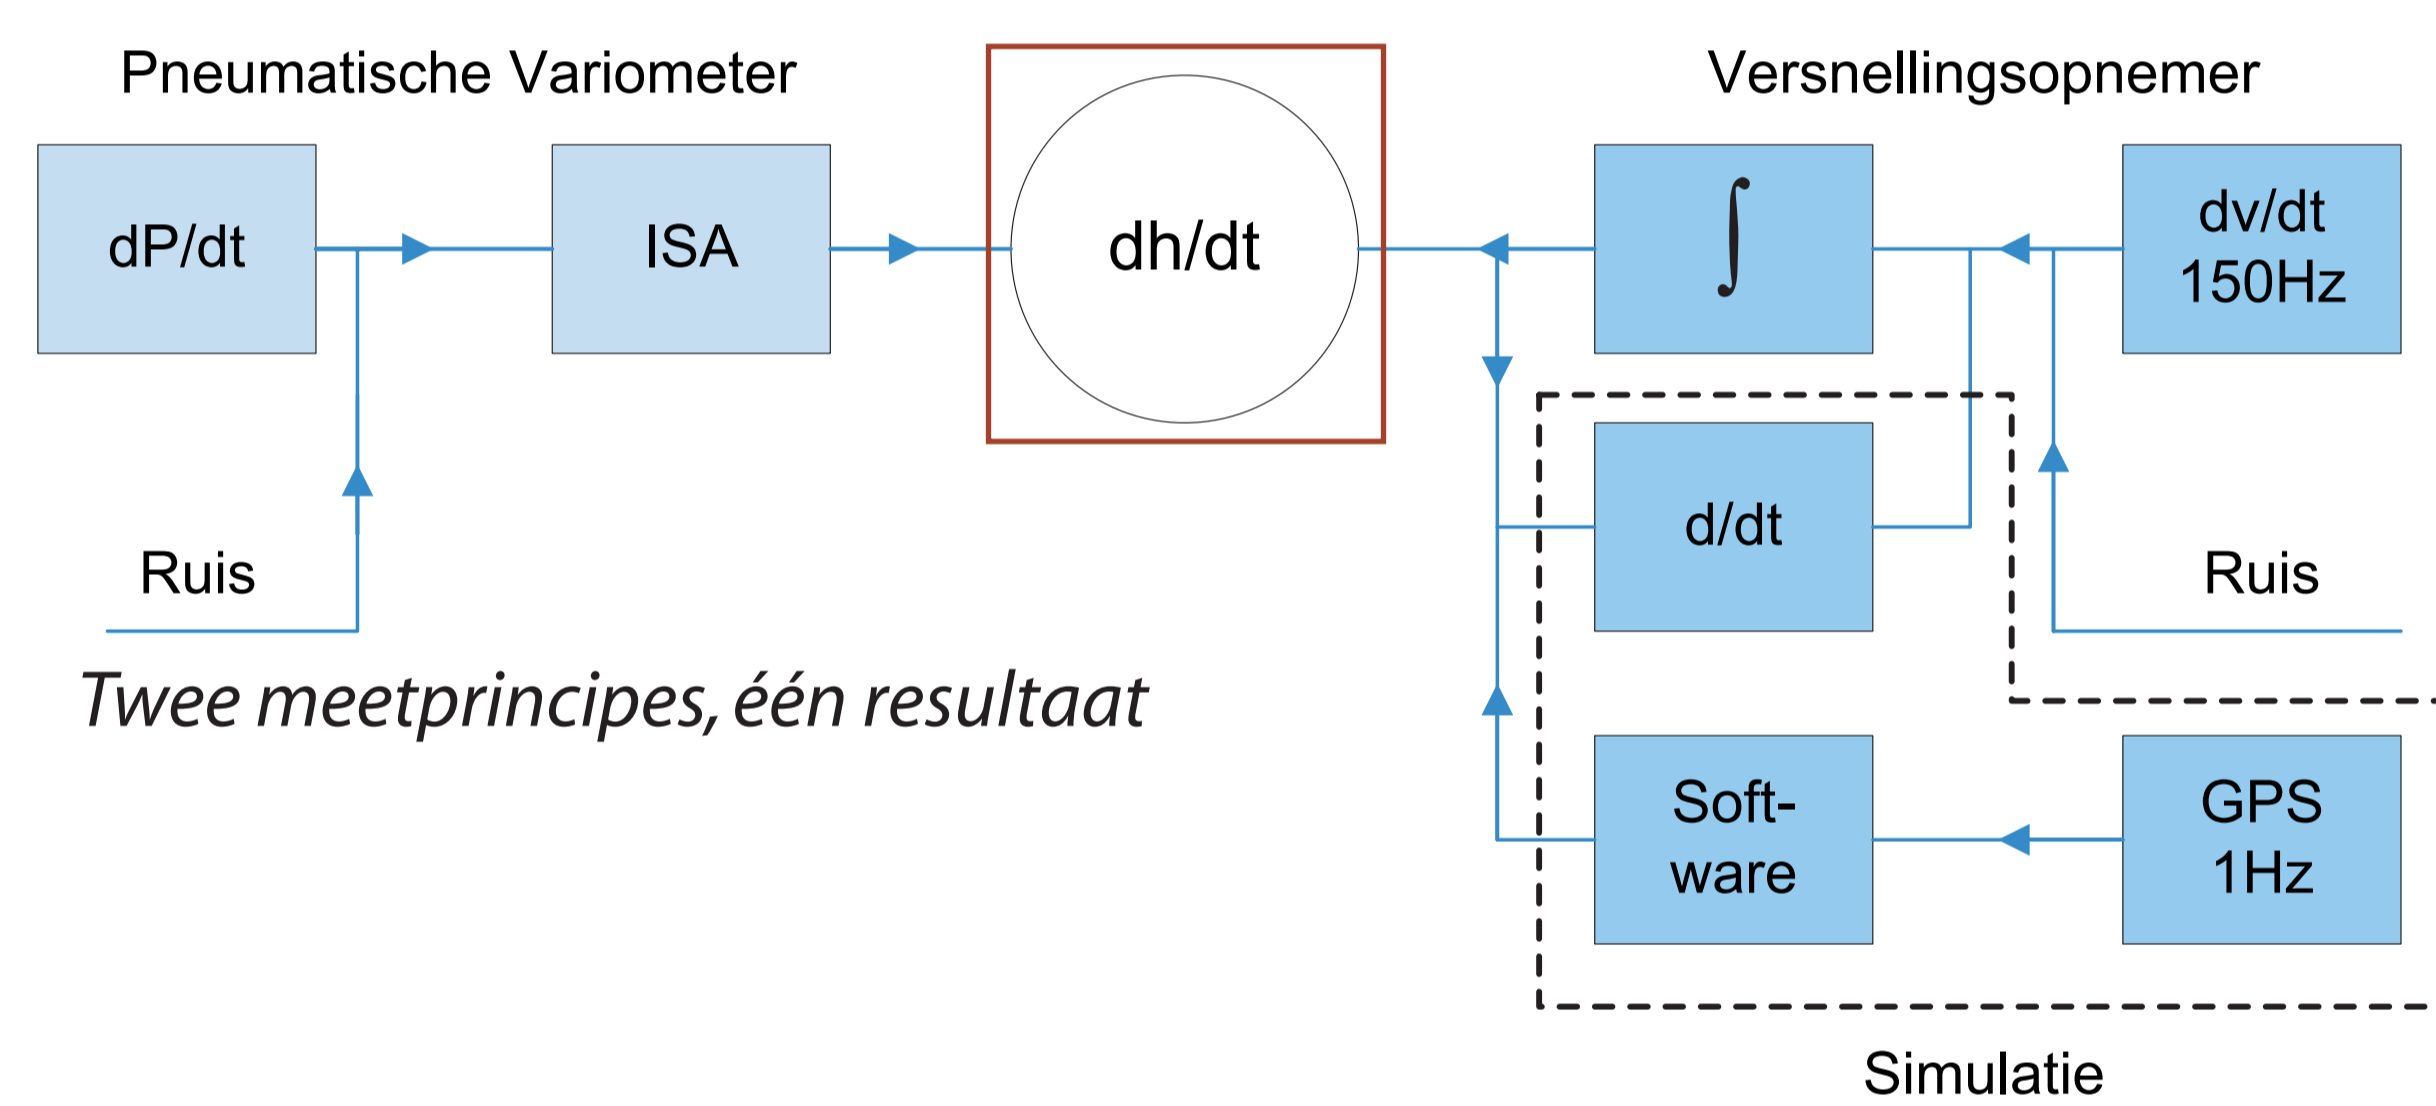 Pneumatische Variometer
Versnellingsopnemer
dP/dt
ISA
dh/dt
∫
dv/dt
150Hz
d/dt
Ruis
Ruis
Twee meetprincipes, één resultaat
Soft-
ware
GPS
1Hz
Simulatie